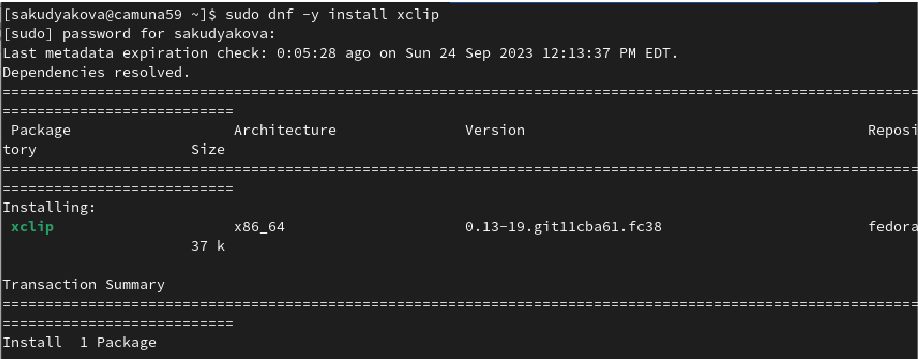 [sakudyakova@camuna59 ~]$ sudo dnf -y install xclip
[sudo] password for sakudyakova:
Last metadata expiration check: 0:05:28 ago on Sun 24 Sep 2023 12:13:37 PM EDT.
Dependencies resolved.
==========================================================================================================
===========================
 Package                   Architecture               Version                                        Reposi
tory                  Size
==========================================================================================================
===========================
Installing:
 xclip                     x86_64                     0.13-19.git11cba61.fc38                        fedora
                      37 k

Transaction Summary
==========================================================================================================
===========================
Install  1 Package